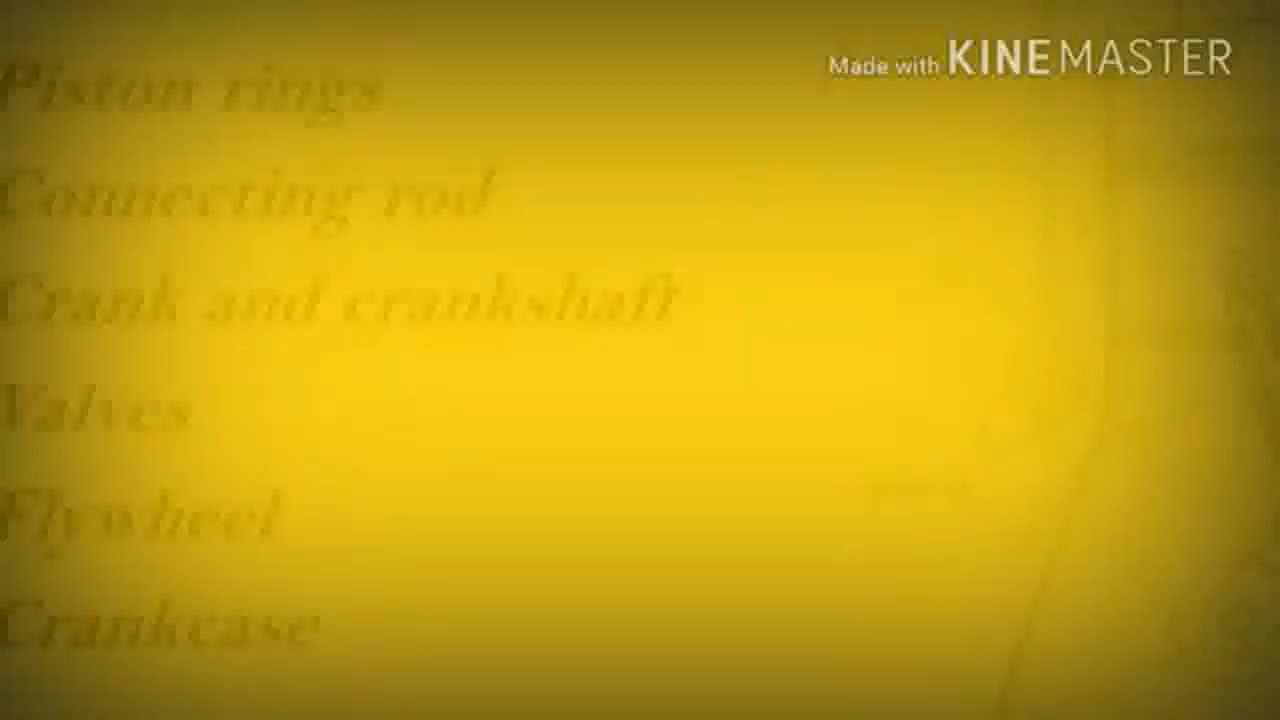 Made with KINEMASTER
Piston rings
Connecting rod
Crank and crankshaft
Valves
Flywheel
Crankcase